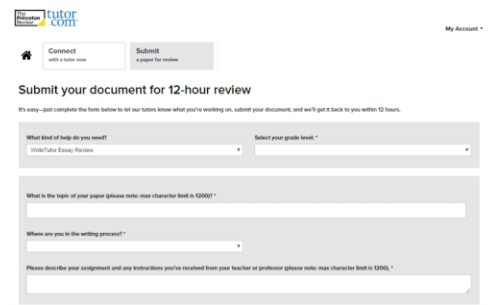 The
Princeton
Review
tutor
.com
My Account
Connect
with a tutor now
Submit
a paper for review
Submit your document for 12-hour review
It's easy—just complete the form below to let our tutors know what you're working on, submit your document, and we'll get it back to you within 12 hours.
What kind of help do you need?
Select your grade level: *
WriteTutor Essay Review
What is the topic of your paper (please note: max character limit is 1200)? *
Where are you in the writing process? *
Please describe your assignment and any instructions you've received from your teacher or professor (please note: max character limit is 1200). *